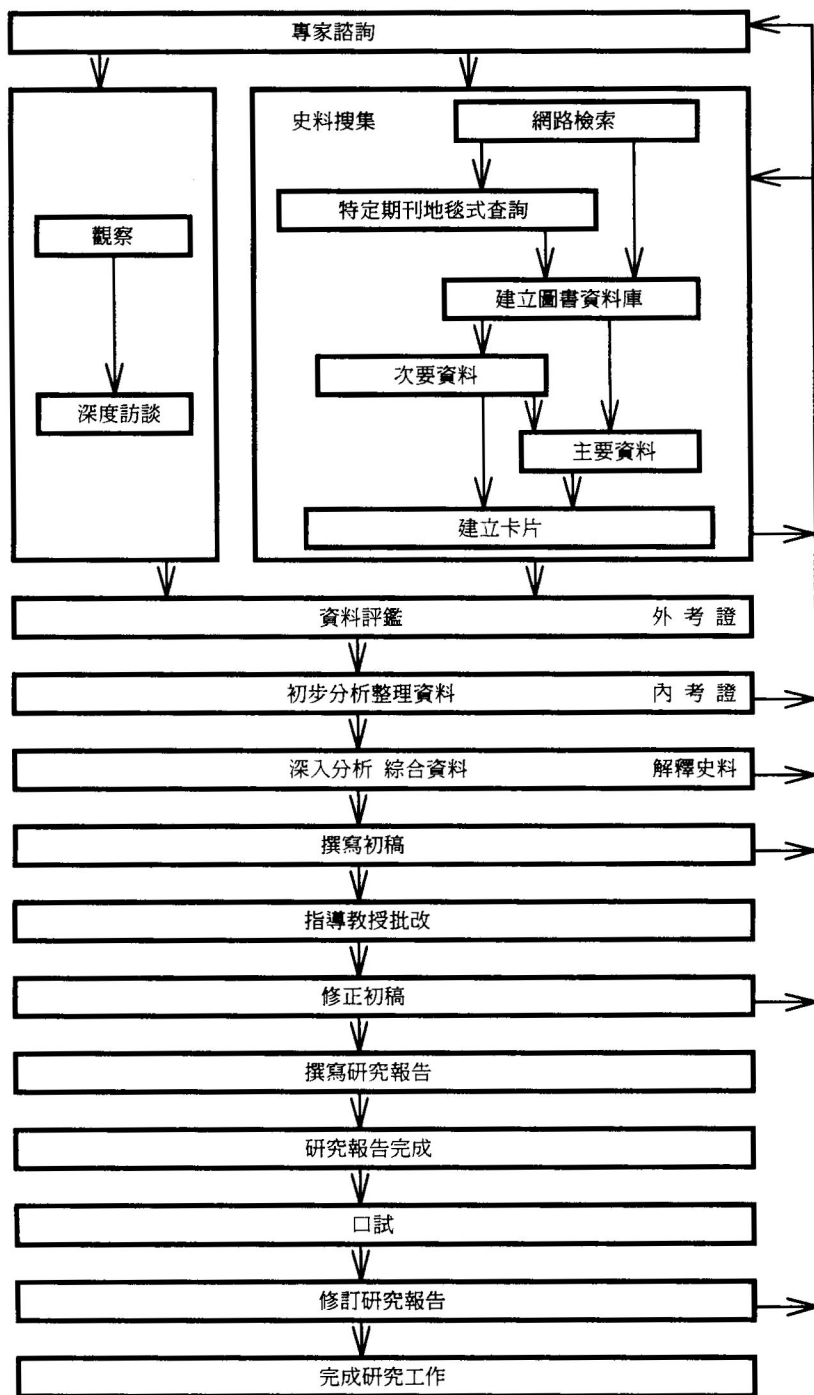 專家諮詢
史料搜集 網路檢索
特定期刊地毯式查詢
觀察
建立圖書資料庫
次要資料
深度訪談
主要資料
建立卡片
資料評鑑 外 考 證
初步分析整理資料 內 考 證
深入分析 綜合資料 解釋史料
撰寫初稿
指導教授批改
修正初稿
撰寫研究報告
研究報告完成
口試
修訂研究報告
完成研究工作